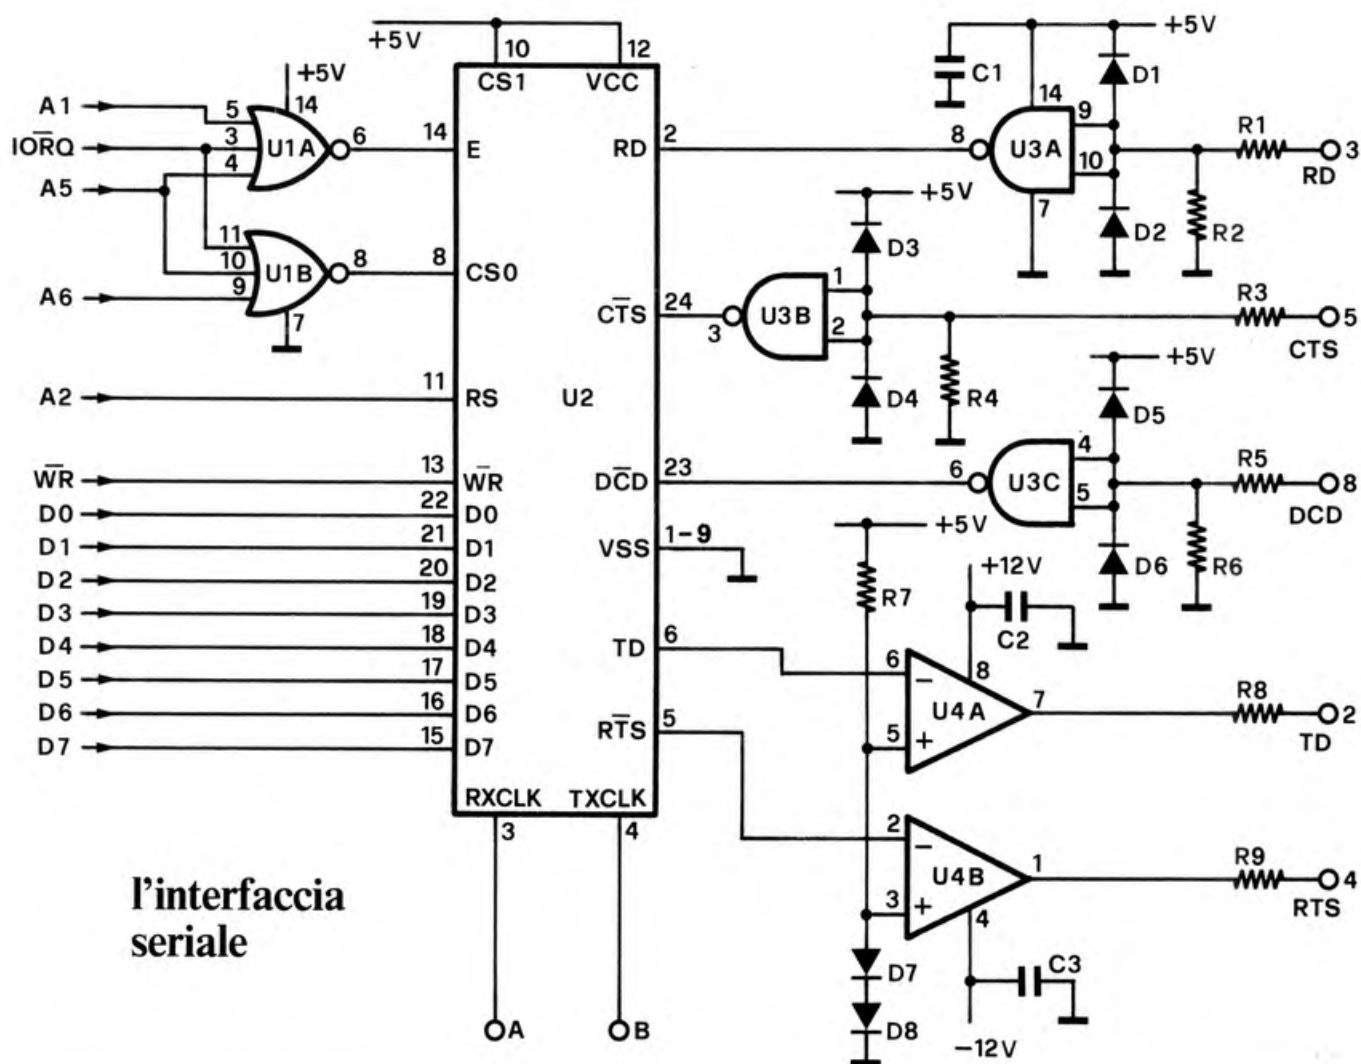 +5V
10
12
CS1
VCC
+5V
14
A1
5
IORQ
3
U1A
6
14
E
4
A5
11
10
U1B
8
8
CS0
A6
9
7
A2
11
RS
U2
WR
13
WR
D0
22
D0
D1
21
D1
D2
20
D2
D3
19
D3
D4
18
D4
D5
17
D5
D6
16
D6
D7
15
D7
RXCLK
TXCLK
3
4
A
B
RD
2
8
U3A
14
9
10
7
C1
+5V
D1
D2
R2
R1
3
RD
+5V
D3
CTS
24
3
U3B
1
2
D4
R4
R3
5
CTS
+5V
D5
DCD
23
6
U3C
4
5
D6
R6
R5
8
DCD
VSS
1-9
+5V
R7
+12V
C2
TD
6
6
−
8
U4A
7
5
+
R8
2
TD
RTS
5
2
−
U4B
1
3
+
4
R9
4
RTS
D7
D8
C3
-12V
l'interfaccia
seriale